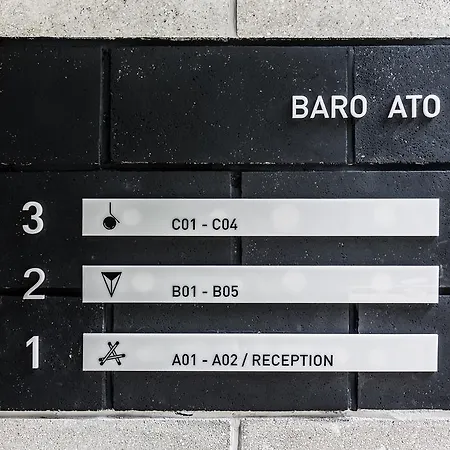 BARO ATO
3 C01 - C04
2 B01 - B05
1 A01 - A02 / RECEPTION